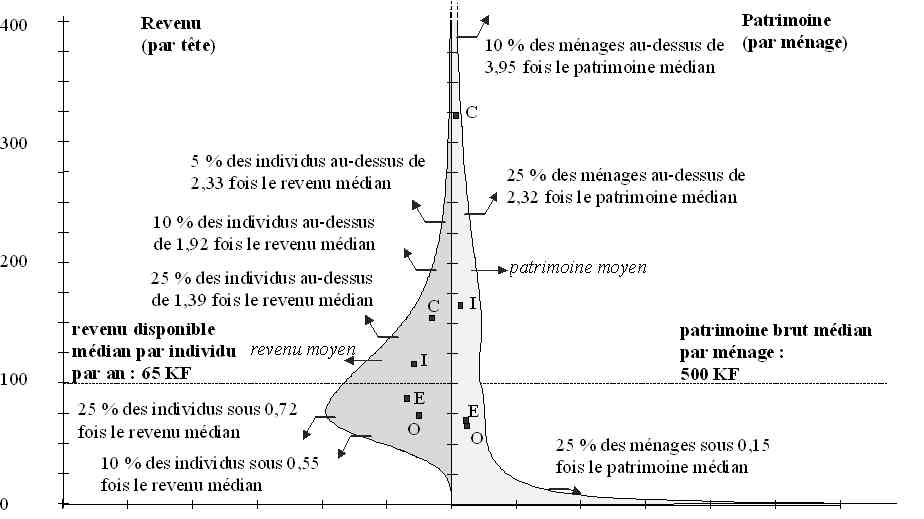 400
300
200
100
0
Revenu
(par tête)
Patrimoine
(par ménage)
10 % des ménages au-dessus de
3,95 fois le patrimoine médian
C
5 % des individus au-dessus de
2,33 fois le revenu médian
25 % des ménages au-dessus de
2,32 fois le patrimoine médian
10 % des individus au-dessus
de 1,92 fois le revenu médian
patrimoine moyen
25 % des individus au-dessus
de 1,39 fois le revenu médian
C
I
revenu disponible
médian par individu
par an : 65 KF
revenu moyen
I
patrimoine brut médian
par ménage :
500 KF
E
O
E
O
25 % des individus sous 0,72
fois le revenu médian
10 % des individus sous 0,55
fois le revenu médian
25 % des ménages sous 0,15
fois le patrimoine médian